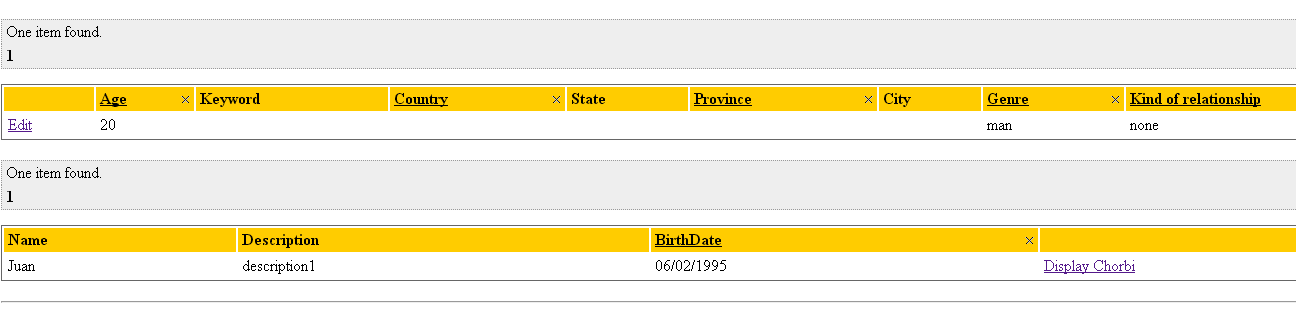 One item found.
1
Age Keyword Country State Province City Genre Kind of relationship
Edit 20 man none
One item found.
1
Name Description BirthDate
Juan description1 06/02/1995 Display Chorbi